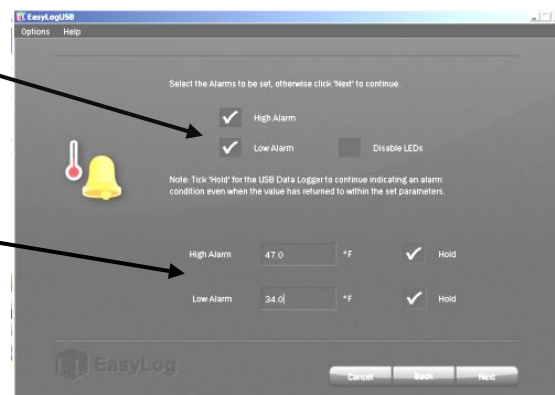 EasyLogUSB
Options Help
Select the Alarms to be set, otherwise click 'Next' to continue.
High Alarm
Low Alarm Disable LEDs
Note: Tick 'Hold' for the USB Data Logger to continue indicating an alarm
condition even when the value has returned to within the set parameters.
High Alarm 47.0 °F Hold
Low Alarm 34.0 °F Hold
EasyLog
Cancel Back Next